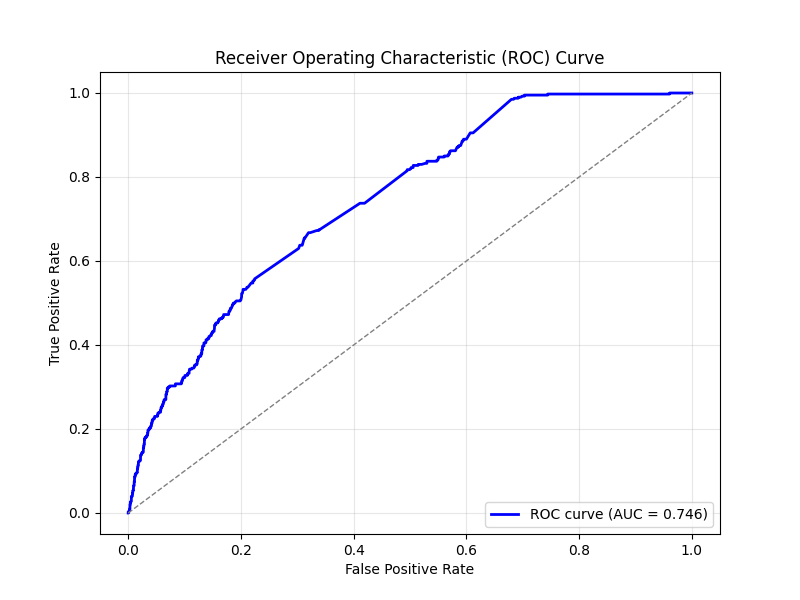 Receiver Operating Characteristic (ROC) Curve
True Positive Rate
1.0
0.8
0.6
0.4
0.2
0.0
0.0 0.2 0.4 0.6 0.8 1.0
False Positive Rate
ROC curve (AUC = 0.746)